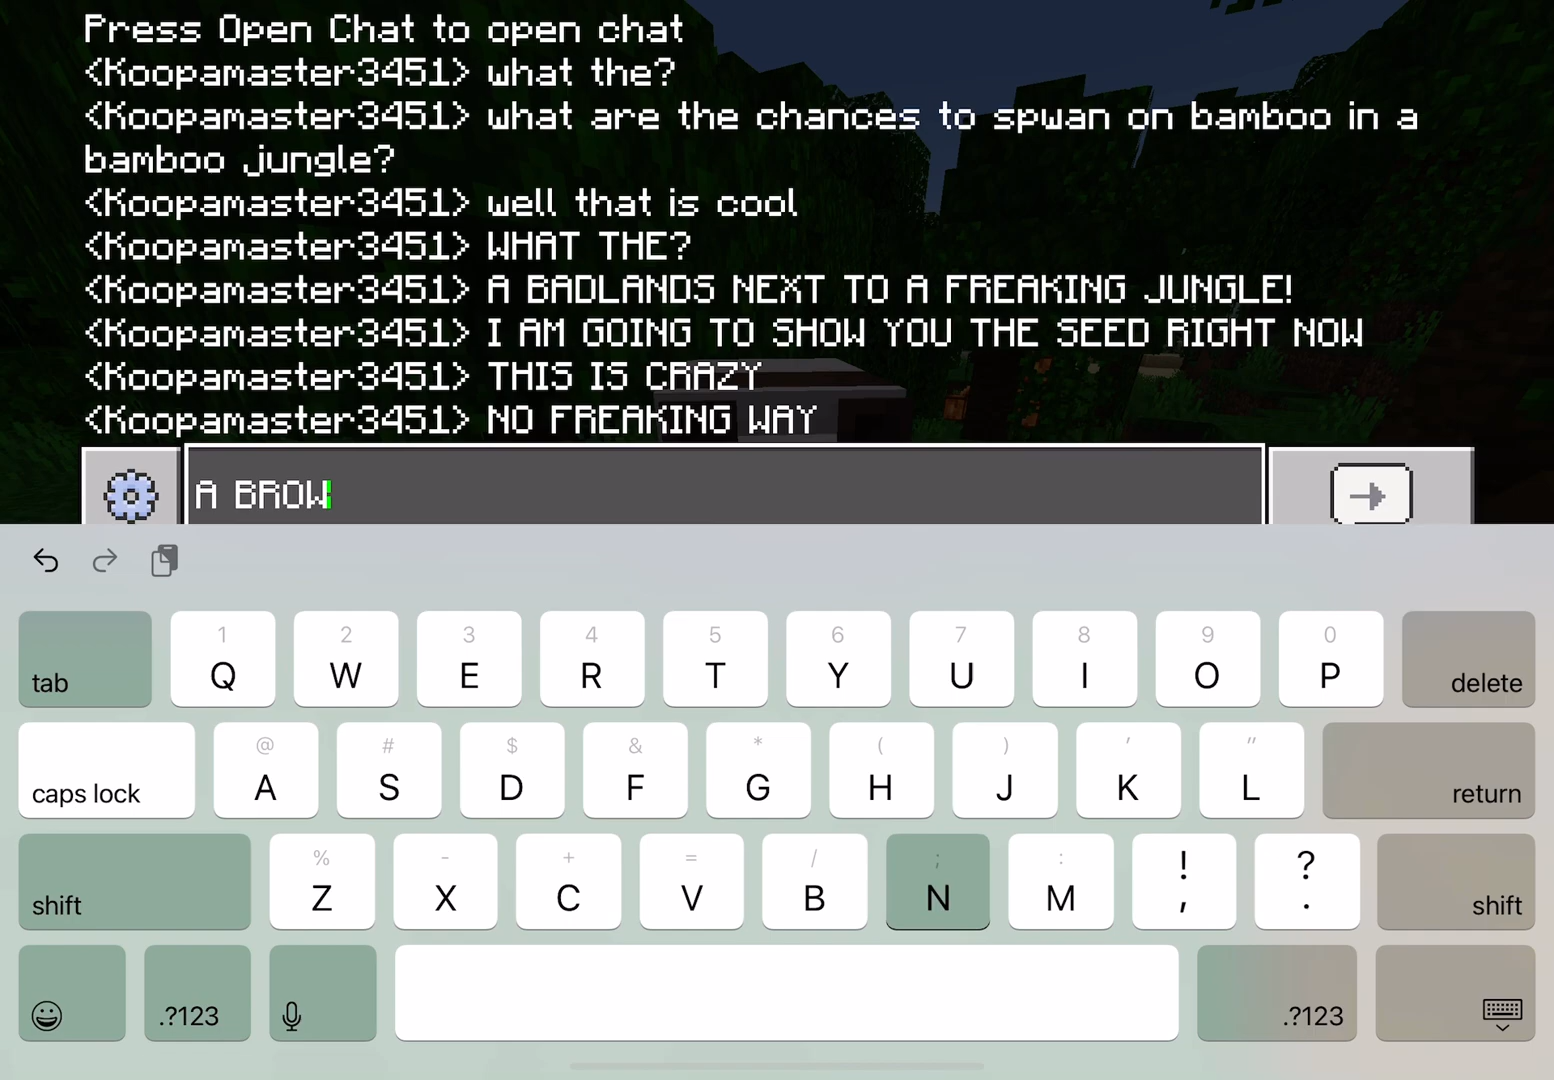 Press Open Chat to open chat
<Koopamaster3451> what the?
<Koopamaster3451> what are the chances to spwan on bamboo in a
bamboo jungle?
<Koopamaster3451> well that is cool
<Koopamaster3451> WHAT THE?
<Koopamaster3451> A BADLANDS NEXT TO A FREAKING JUNGLE!
<Koopamaster3451> I AM GOING TO SHOW YOU THE SEED RIGHT NOW
<Koopamaster3451> THIS IS CRAZY
<Koopamaster3451> NO FREAKING WAY
A BROW
1 2 3 4 5 6 7 8 9 0
tab Q W E R T Y U I O P delete
@ # $ & * ( ) ' "
caps lock A S D F G H J K L return
% - + = / ; : ! ?
shift Z X C V B N M , . shift
.?123 .?123